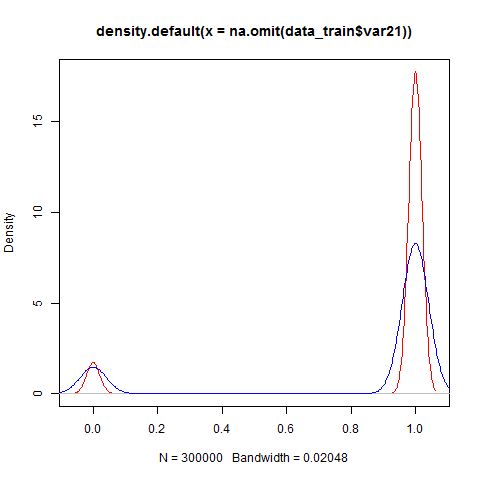 density.default(x = na.omit(data_train$var21))
Density
15
10
5
0
0.0 0.2 0.4 0.6 0.8 1.0
N = 300000 Bandwidth = 0.02048